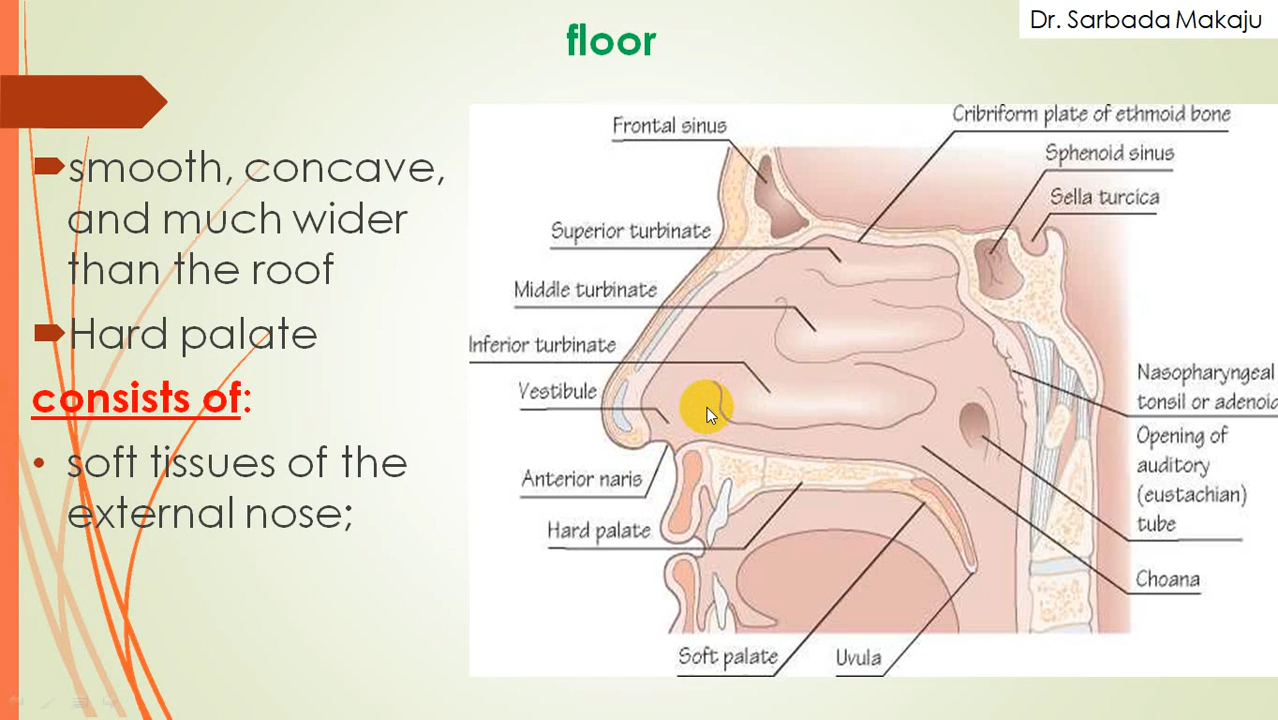 Dr. Sarbada Makaju
floor
smooth, concave,
and much wider
than the roof
Hard palate
consists of:
• soft tissues of the
external nose;
Frontal sinus
Cribriform plate of ethmoid bone
Sphenoid sinus
Sella turcica
Superior turbinate
Middle turbinate
Inferior turbinate
Vestibule
Anterior naris
Hard palate
Nasopharyngeal
tonsil or adenoid
Opening of
auditory
(eustachian)
tube
Choana
Soft palate
Uvula